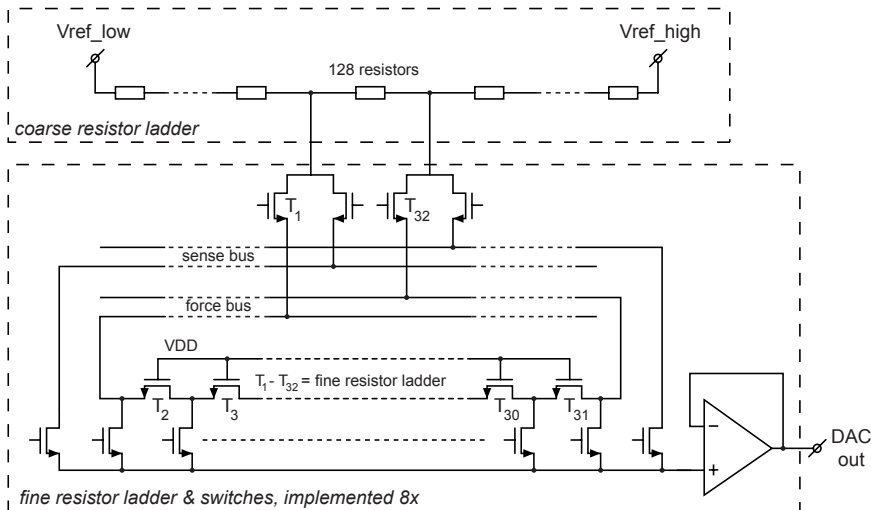 Vref_low
Vref_high
128 resistors
coarse resistor ladder
T1
T32
sense bus
force bus
VDD
T1 - T32 = fine resistor ladder
T2
T3
T30
T31
−
+
DAC
out
fine resistor ladder & switches, implemented 8x